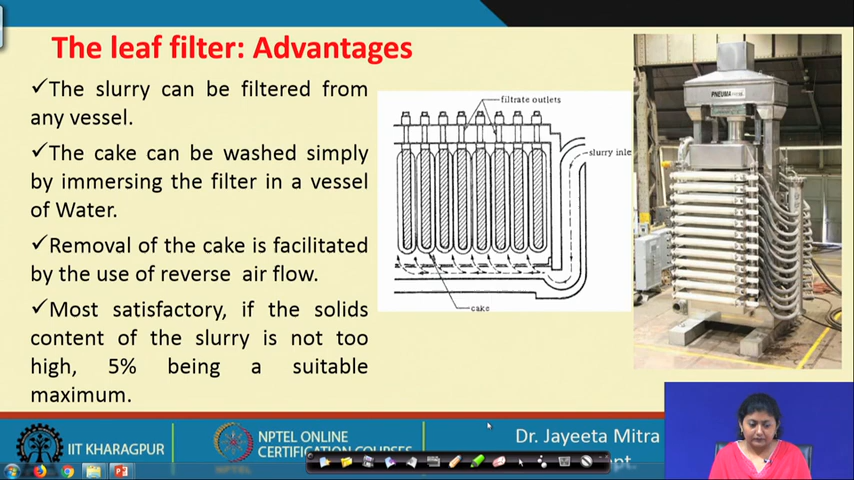 The leaf filter: Advantages
✓The slurry can be filtered from
any vessel.
✓The cake can be washed simply
by immersing the filter in a vessel
of Water.
✓Removal of the cake is facilitated
by the use of reverse air flow.
✓Most satisfactory, if the solids
content of the slurry is not too
high, 5% being a suitable
maximum.
filtrate outlets
slurry inle
cake
IIT KHARAGPUR
NPTEL ONLINE
CERTIFICATION COURSES
Dr. Jayeeta Mitra